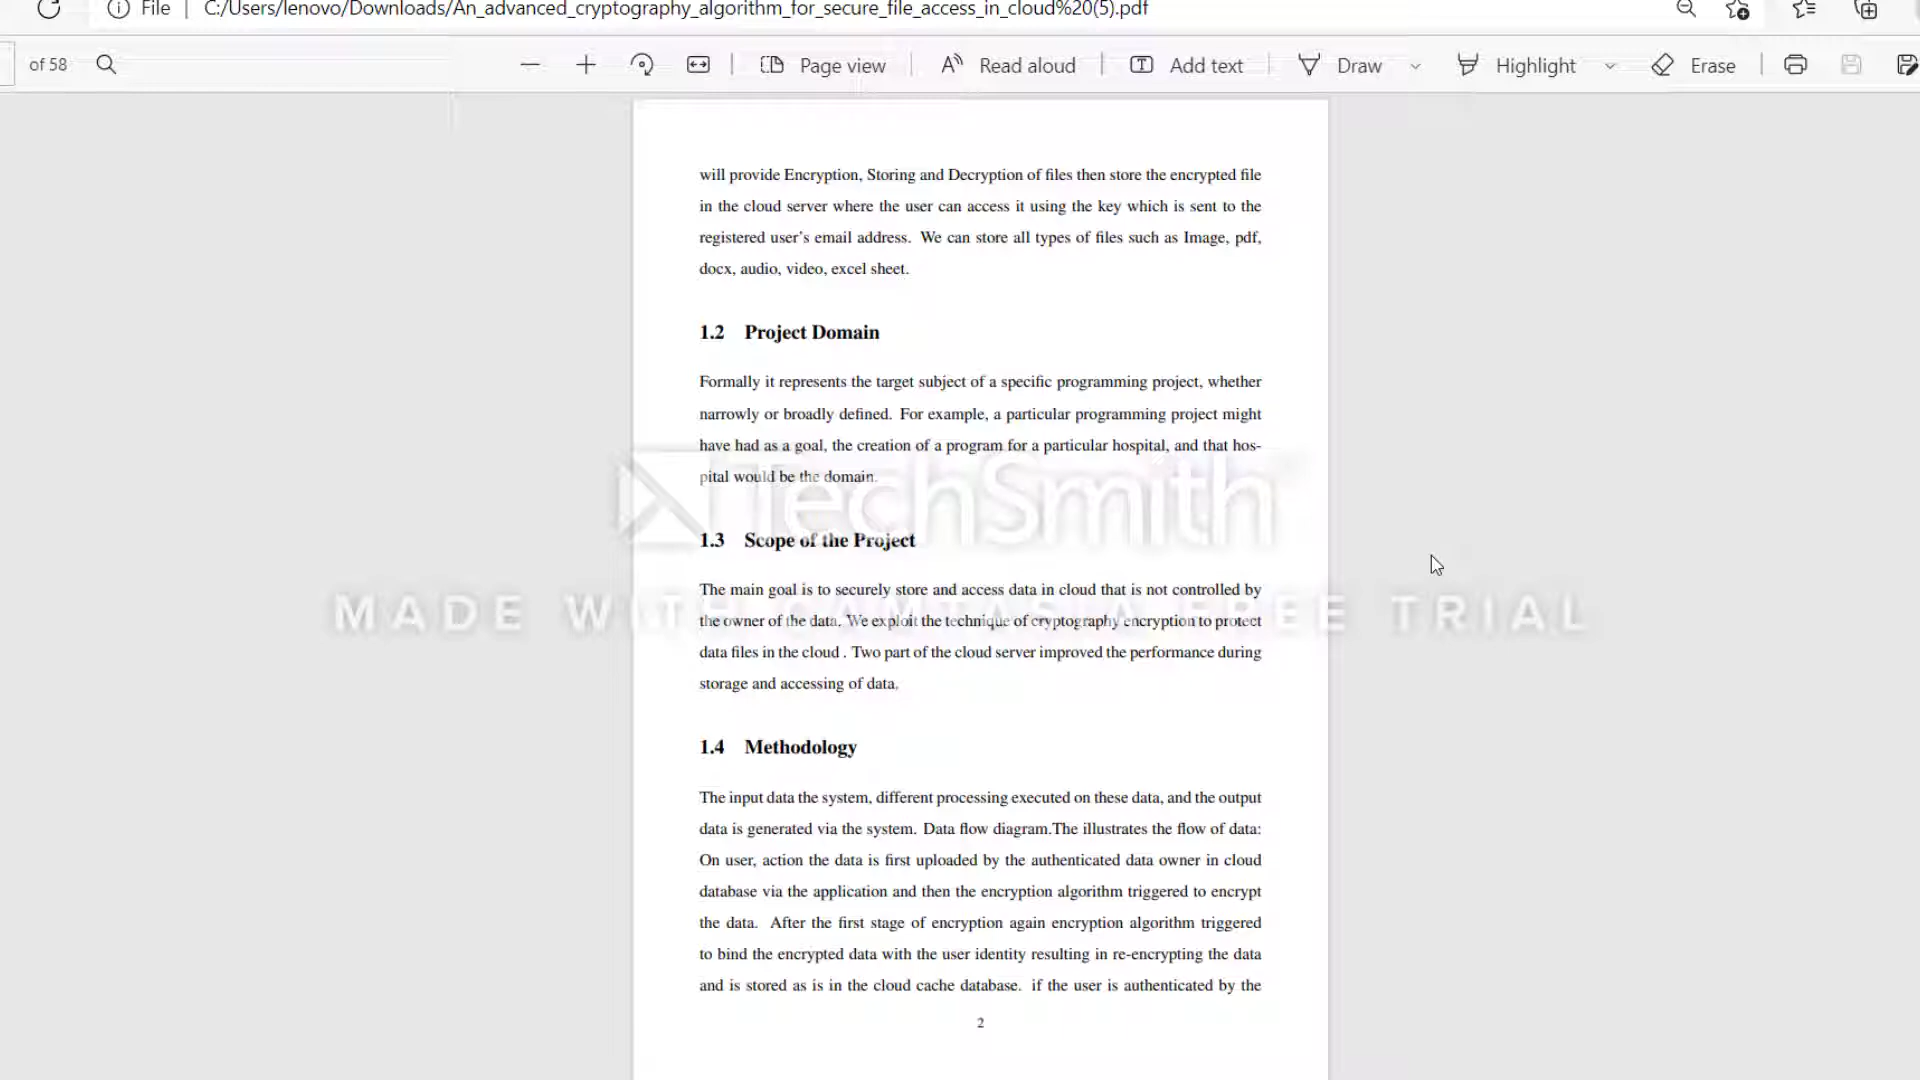 File C:/Users/lenovo/Downloads/An_advanced_cryptography_algorithm_for_secure_file_access_in_cloud%20(5).pdf
of 58 Page view Read aloud Add text Draw Highlight Erase
will provide Encryption, Storing and Decryption of files then store the encrypted file
in the cloud server where the user can access it using the key which is sent to the
registered user's email address. We can store all types of files such as Image, pdf,
docx, audio, video, excel sheet.
1.2 Project Domain
Formally it represents the target subject of a specific programming project, whether
narrowly or broadly defined. For example, a particular programming project might
have had as a goal, the creation of a program for a particular hospital, and that hos-
pital would be the domain.
TechSmith
1.3 Scope of the Project
The main goal is to securely store and access data in cloud that is not controlled by
MADE WITH CAMTASIA FREE TRIAL
the owner of the data. We exploit the technique of cryptography encryption to protect
data files in the cloud . Two part of the cloud server improved the performance during
storage and accessing of data.
1.4 Methodology
The input data the system, different processing executed on these data, and the output
data is generated via the system. Data flow diagram.The illustrates the flow of data:
On user, action the data is first uploaded by the authenticated data owner in cloud
database via the application and then the encryption algorithm triggered to encrypt
the data. After the first stage of encryption again encryption algorithm triggered
to bind the encrypted data with the user identity resulting in re-encrypting the data
and is stored as is in the cloud cache database. if the user is authenticated by the
2